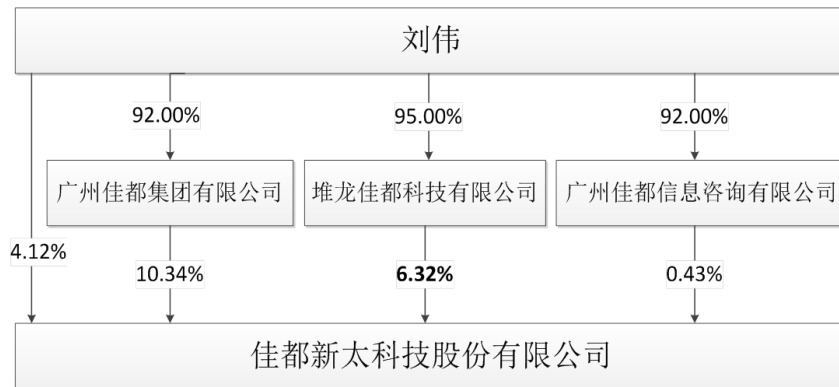 刘伟
92.00%
95.00%
92.00%
广州佳都集团有限公司
堆龙佳都科技有限公司
广州佳都信息咨询有限公司
4.12%
10.34%
6.32%
0.43%
佳都新太科技股份有限公司